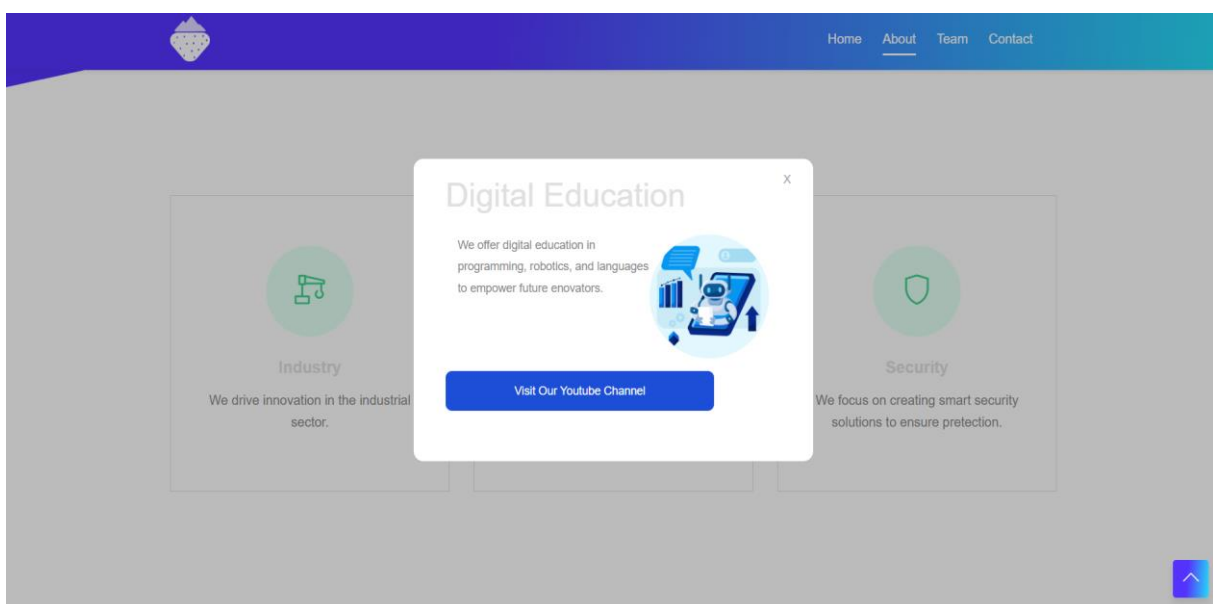 Home About Team Contact
Digital Education
X
We offer digital education in
programming, robotics, and languages
to empower future enovators.
Visit Our Youtube Channel
Industry
We drive innovation in the industrial
sector.
Security
We focus on creating smart security
solutions to ensure pretection.